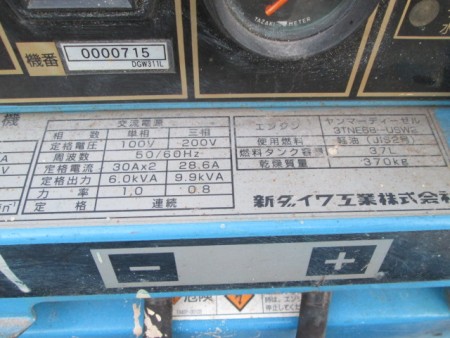 YAZAKI METER
水
機番 0000715
DGW311L
機
交流電源
相数 単相 三相
定格電圧 100V 200V
周波数 50/60Hz
定格電流 30A×2 28.6A
定格出力 6.0kVA 9.9kVA
力率 1.0 0.8
定格 連続
エンジン ヤンマーディーゼル
使用燃料 軽油(JIS2号)
燃料タンク容量 37L
乾燥質量 370kg
新ダイワ工業株式会
− +
危険